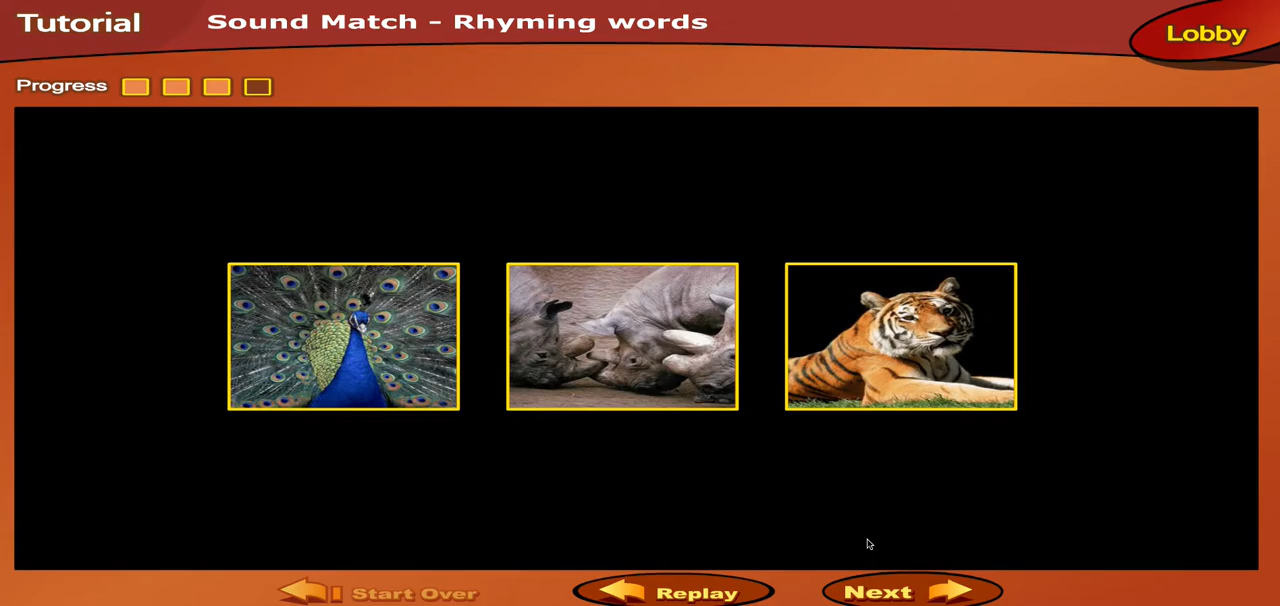 Tutorial
Sound Match - Rhyming words
Lobby
Progress
Start Over
Replay
Next